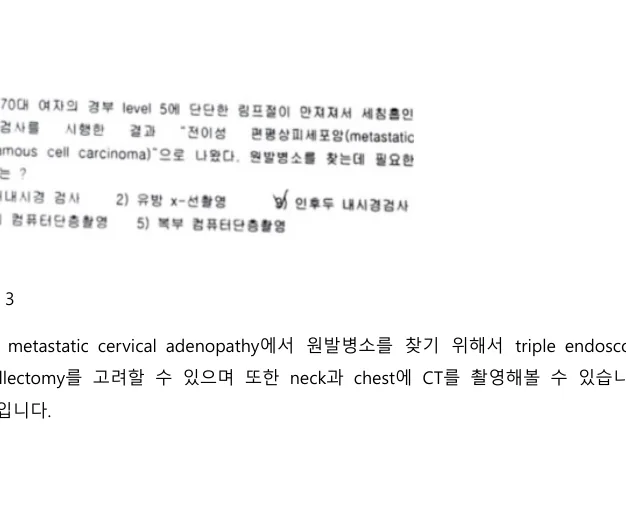 70대 여자의 경부 level 5에 단단한 림프절이 만져져서 세침흡인
검사를 시행한 결과 "전이성 편평상피세포암(metastatic
amous cell carcinoma)"으로 나왔다. 원발병소를 찾는데 필요한
는 ?
내시경 검사 2) 유방 x-선촬영 3) 인후두 내시경검사
컴퓨터단층촬영 5) 복부 컴퓨터단층촬영
3
metastatic cervical adenopathy에서 원발병소를 찾기 위해서 triple endosco
llectomy를 고려할 수 있으며 또한 neck과 chest에 CT를 촬영해볼 수 있습니
입니다.